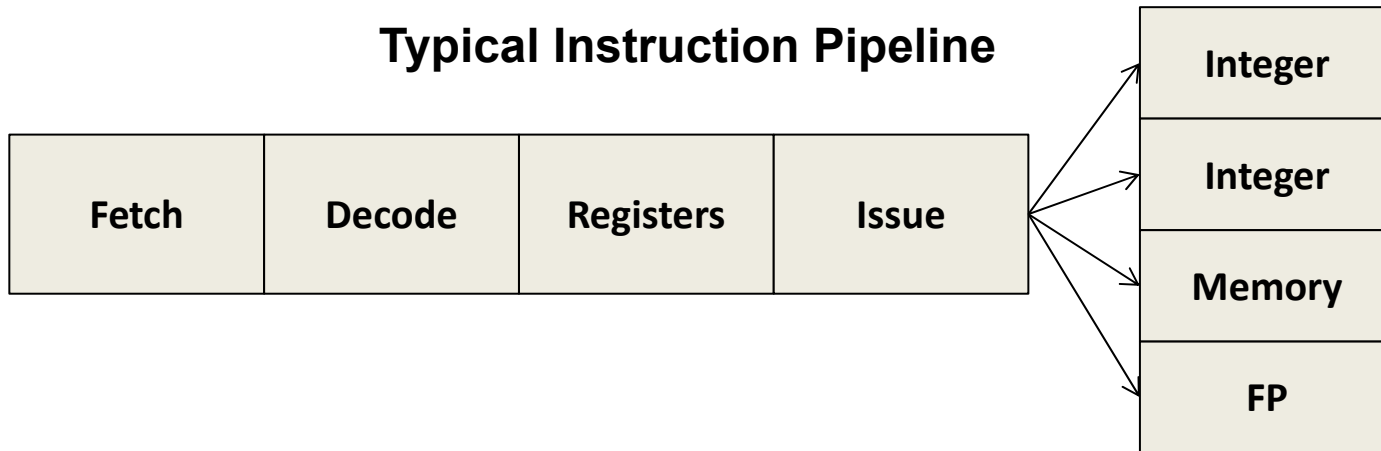 Typical Instruction Pipeline
Fetch
Decode
Registers
Issue
Integer
Integer
Memory
FP